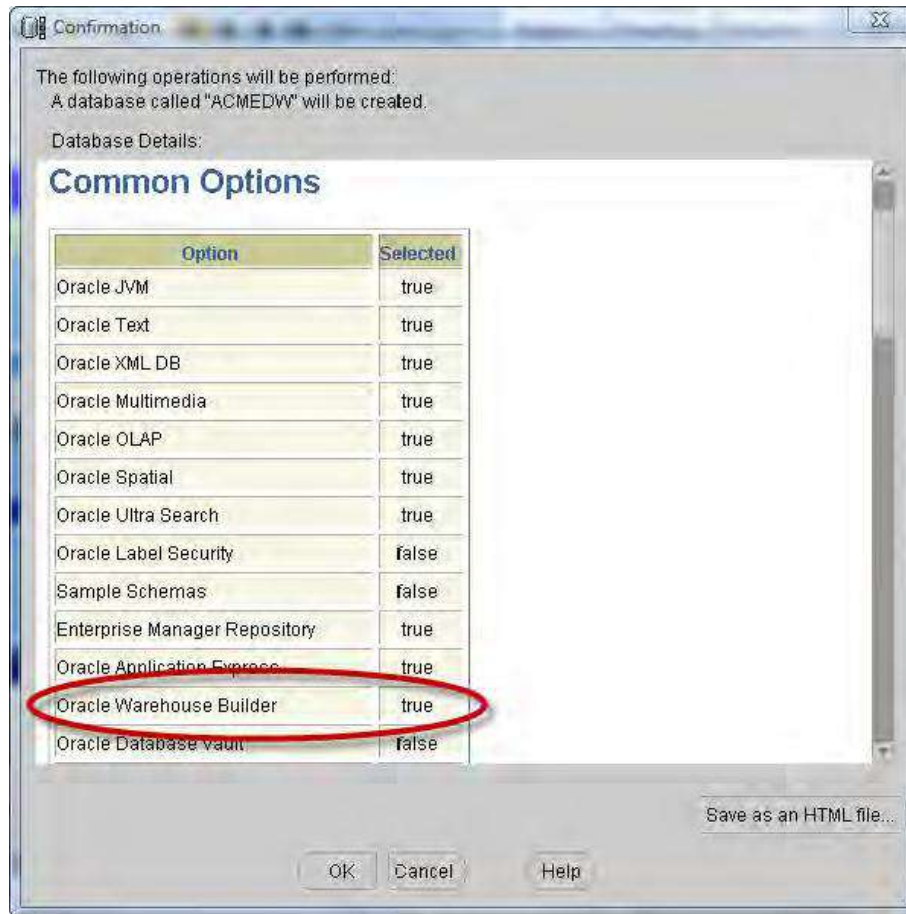 Confirmation
The following operations will be performed:
A database called "ACMEDW" will be created.
Database Details:
Common Options
Option Selected
Oracle JVM true
Oracle Text true
Oracle XML DB true
Oracle Multimedia true
Oracle OLAP true
Oracle Spatial true
Oracle Ultra Search true
Oracle Label Security false
Sample Schemas false
Enterprise Manager Repository true
Oracle Application Express true
Oracle Warehouse Builder true
Oracle Database Vault false
Save as an HTML file...
OK Cancel Help